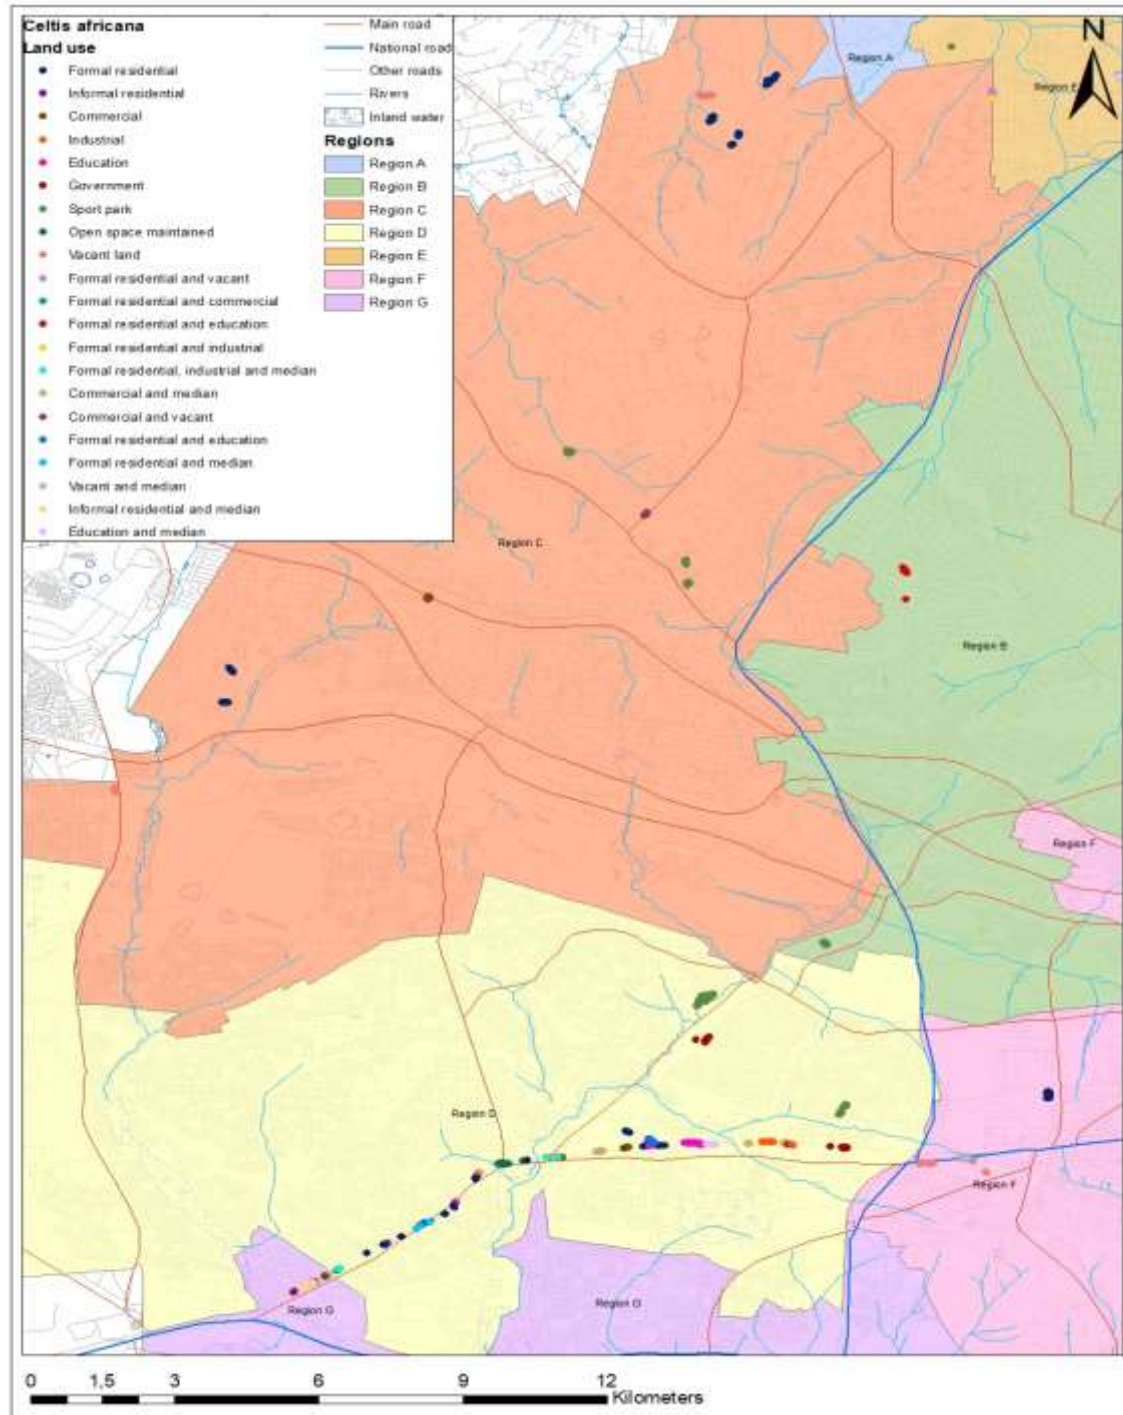 Celtis africana
Land use
Formal residential
Informal residential
Commercial
Industrial
Education
Government
Sport park
Open space maintained
Vacant land
Formal residential and vacant
Formal residential and commercial
Formal residential and education
Formal residential and industrial
Formal residential, industrial and median
Commercial and median
Commercial and vacant
Formal residential and education
Formal residential and median
Vacant and median
Informal residential and median
Education and median
Main road
National road
Other roads
Rivers
Inland water
Regions
Region A
Region B
Region C
Region D
Region E
Region F
Region G
N
Region A
Region E
Region C
Region B
Region F
Region D
Region F
Region G
Region G
0 1,5 3 6 9 12
Kilometers